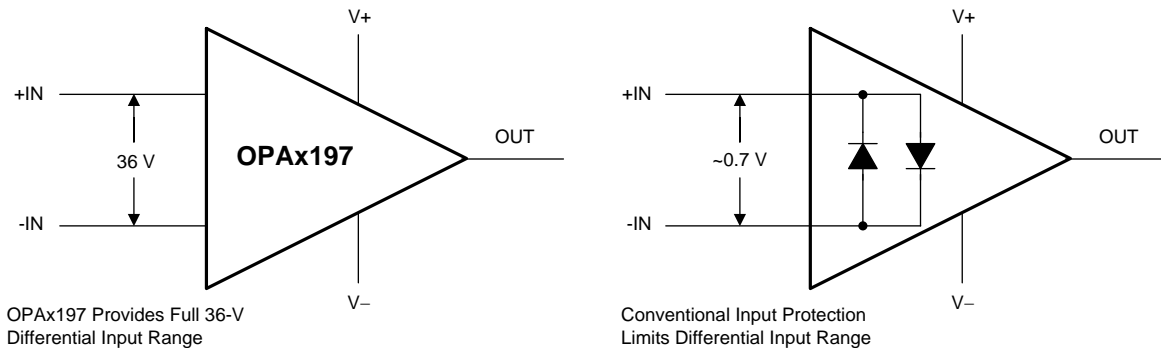 V+
+IN
36 V
OPAx197
OUT
-IN
V–
OPAx197 Provides Full 36-V
Differential Input Range
V+
+IN
~0.7 V
OUT
-IN
V–
Conventional Input Protection
Limits Differential Input Range